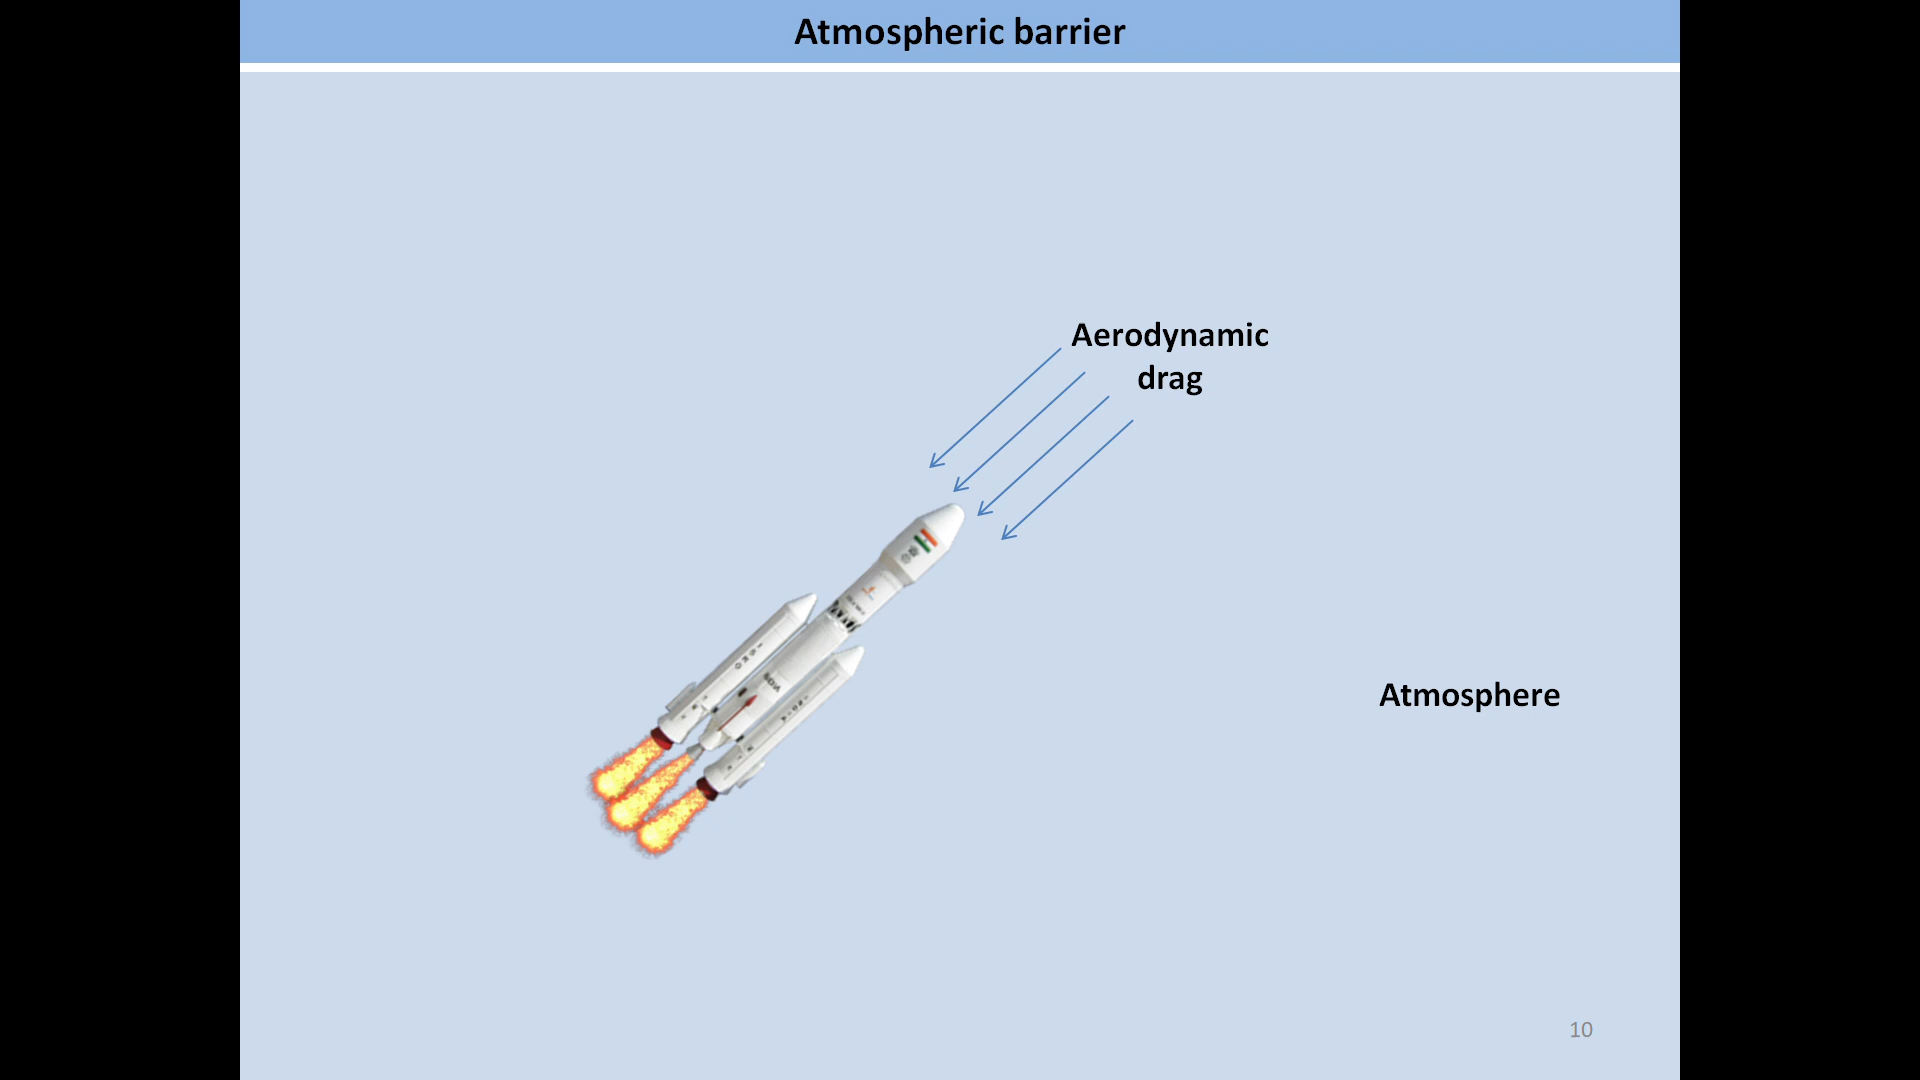 Atmospheric barrier
Aerodynamic
drag
Atmosphere
10